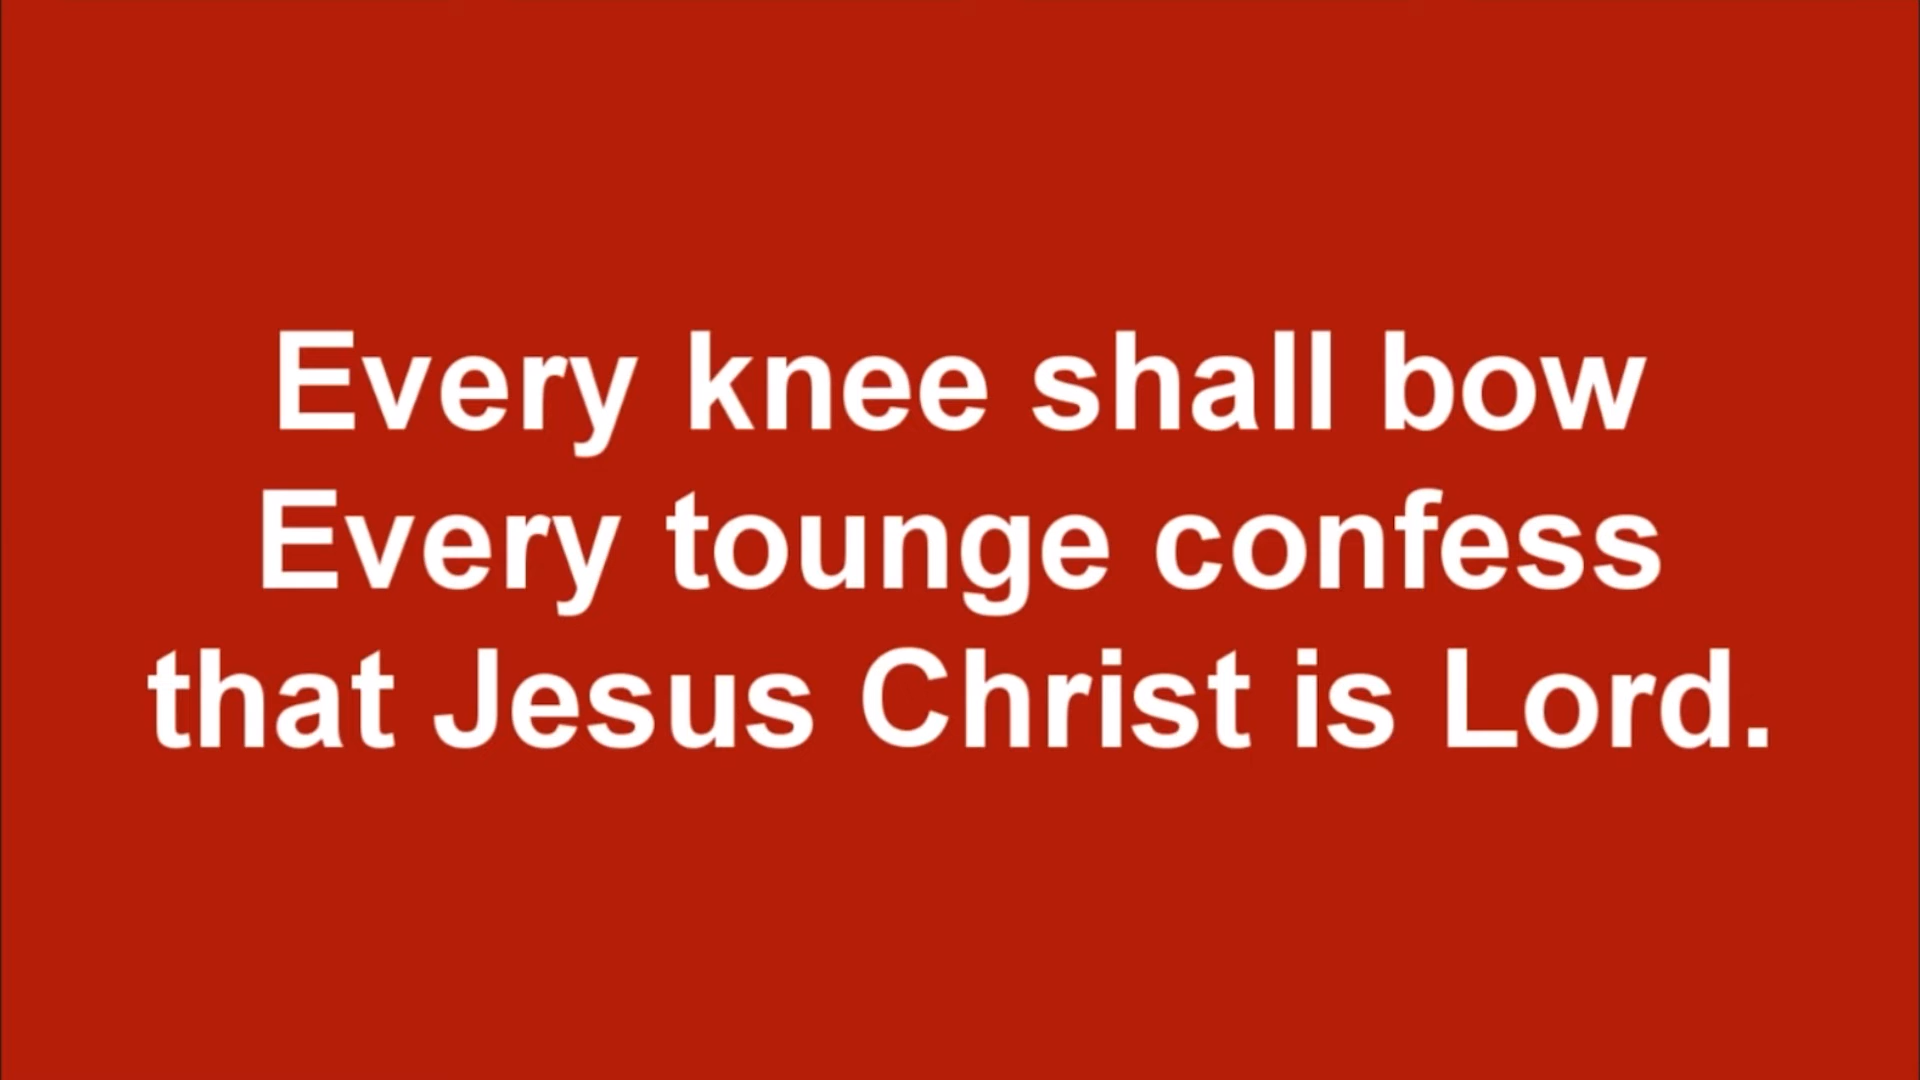 Every knee shall bow
Every tounge confess
that Jesus Christ is Lord.